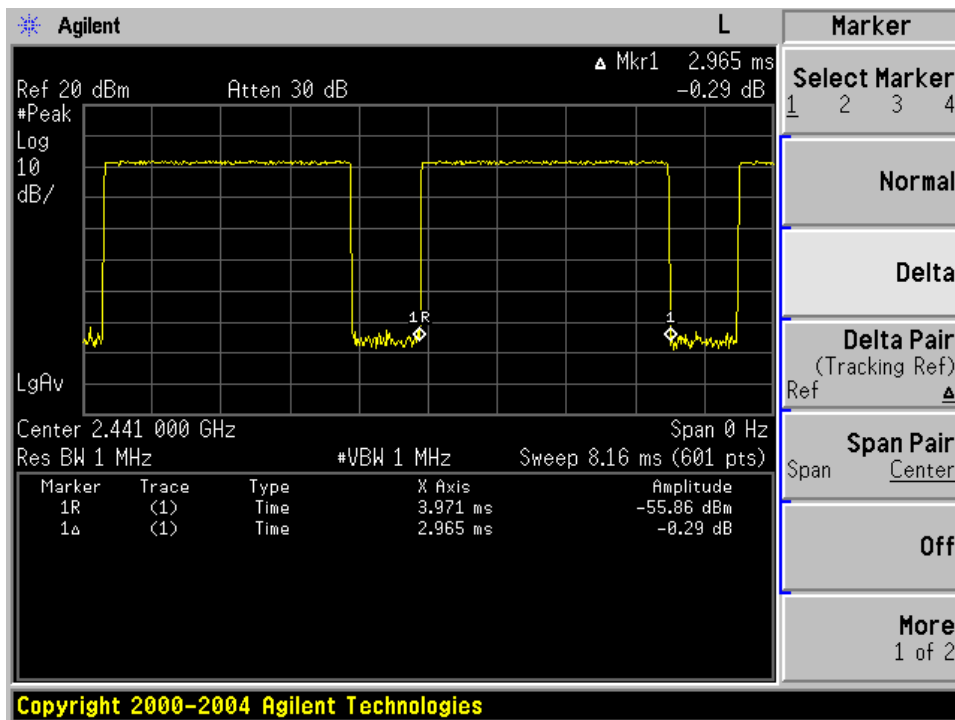 Agilent L
Δ Mkr1 2.965 ms
Ref 20 dBm Atten 30 dB −0.29 dB
#Peak
Log
10
dB/
1R 1
LgAv
Center 2.441 000 GHz Span 0 Hz
Res BW 1 MHz #VBW 1 MHz Sweep 8.16 ms (601 pts)
Marker Trace Type X Axis Amplitude
1R (1) Time 3.971 ms −55.86 dBm
1Δ (1) Time 2.965 ms −0.29 dB
Marker
Select Marker
1 2 3 4
Normal
Delta
Delta Pair
(Tracking Ref)
Ref Δ
Span Pair
Span Center
Off
More
1 of 2
Copyright 2000–2004 Agilent Technologies